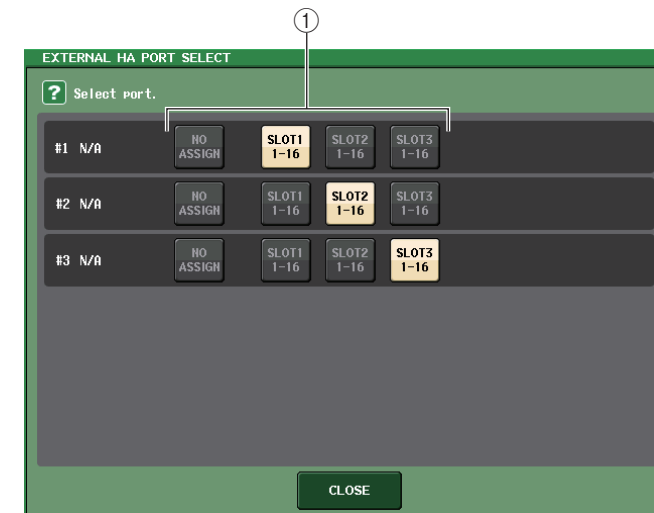 ①
EXTERNAL HA PORT SELECT
? Select port.
#1 N/A NO ASSIGN SLOT1 1-16 SLOT2 1-16 SLOT3 1-16
#2 N/A NO ASSIGN SLOT1 1-16 SLOT2 1-16 SLOT3 1-16
#3 N/A NO ASSIGN SLOT1 1-16 SLOT2 1-16 SLOT3 1-16
CLOSE